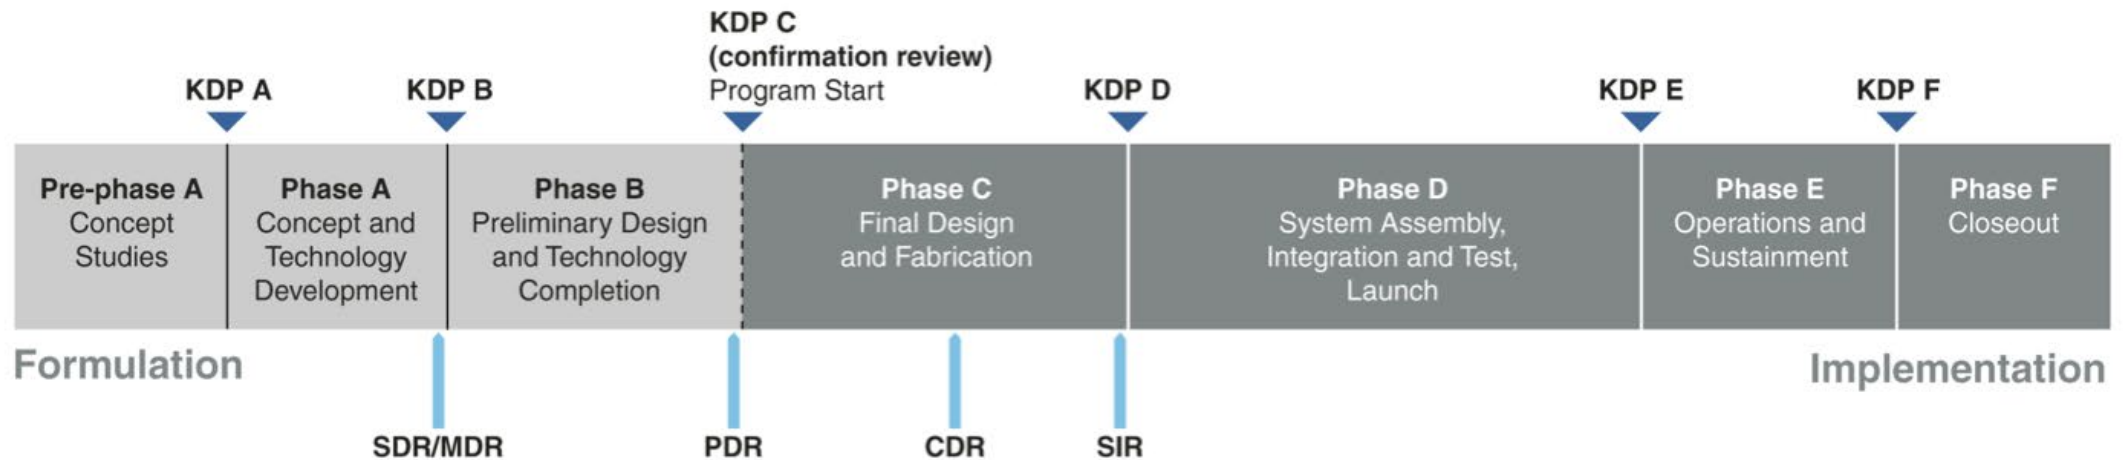 KDP C
(confirmation review)
Program Start
KDP A
KDP B
KDP D
KDP E
KDP F
Pre-phase A
Concept
Studies
Phase A
Concept and
Technology
Development
Phase B
Preliminary Design
and Technology
Completion
Phase C
Final Design
and Fabrication
Phase D
System Assembly,
Integration and Test,
Launch
Phase E
Operations and
Sustainment
Phase F
Closeout
Formulation
Implementation
SDR/MDR
PDR
CDR
SIR